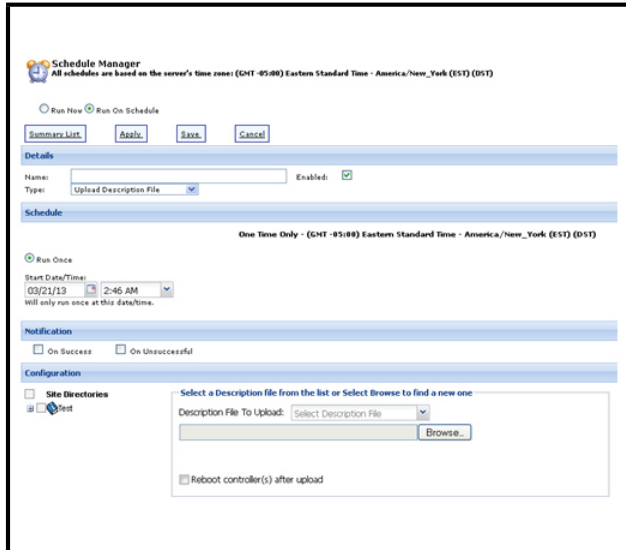 Schedule Manager
All schedules are based on the server's time zone: (GMT -05:00) Eastern Standard Time - America/New_York (EST) (DST)
Run Now Run On Schedule
Summary List Apply Save Cancel
Details
Name: Enabled:
Type: Upload Description File
Schedule
One Time Only - (GMT -05:00) Eastern Standard Time - America/New_York (EST) (DST)
Run Once
Start Date/Time:
03/21/13 2:46 AM
Will only run once at this date/time.
Notification
On Success On Unsuccessful
Configuration
Site Directories
Test
Select a Description file from the list or Select Browse to find a new one
Description File To Upload: Select Description File
Browse..
Reboot controller(s) after upload